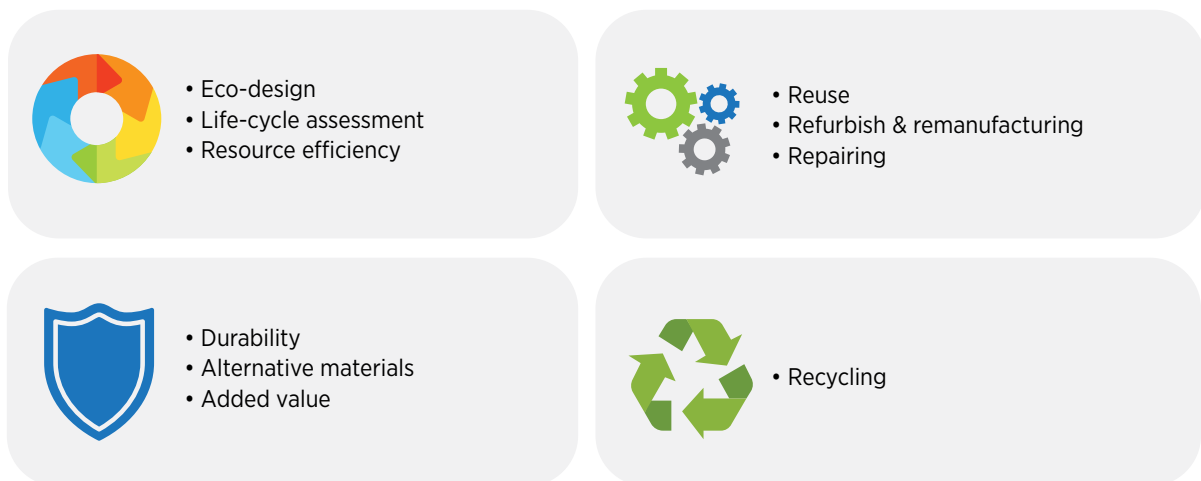 • Eco-design
• Life-cycle assessment
• Resource efficiency
• Reuse
• Refurbish & remanufacturing
• Repairing
• Durability
• Alternative materials
• Added value
• Recycling